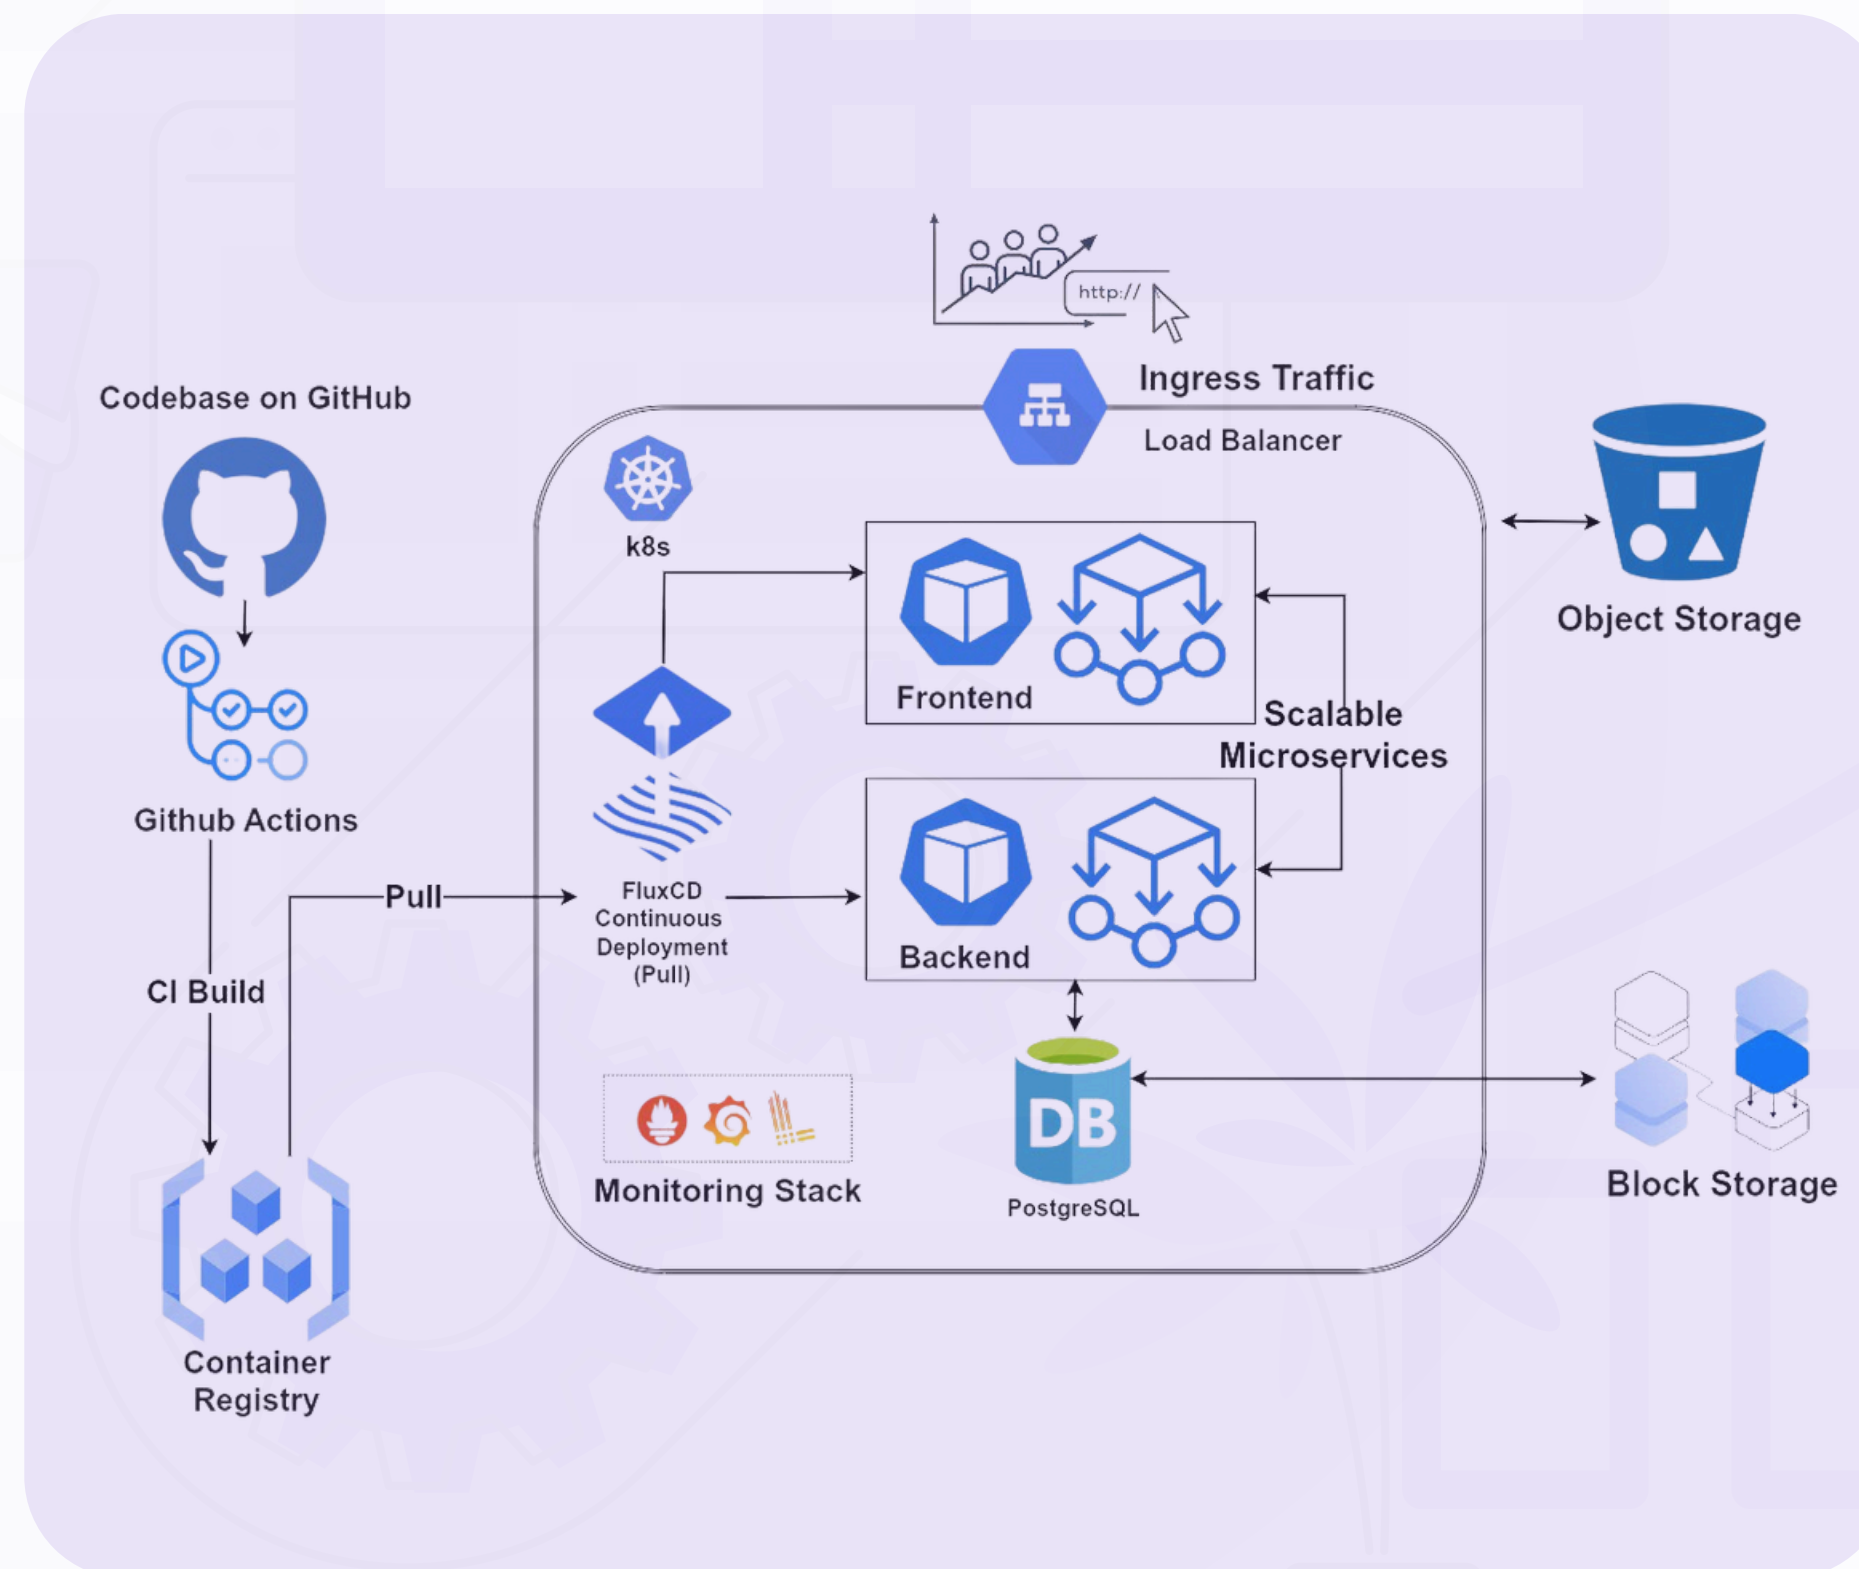 http://
Ingress Traffic
Load Balancer
Codebase on GitHub
k8s
Object Storage
Frontend
Scalable
Microservices
Github Actions
Pull
FluxCD
Continuous
Deployment
(Pull)
Backend
CI Build
DB
PostgreSQL
Monitoring Stack
Block Storage
Container
Registry